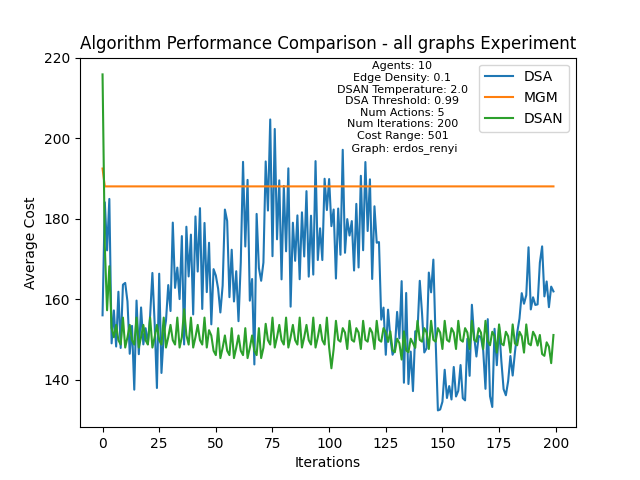 Algorithm Performance Comparison - all graphs Experiment
Agents: 10
Edge Density: 0.1
DSAN Temperature: 2.0
DSA Threshold: 0.99
Num Actions: 5
Num Iterations: 200
Cost Range: 501
Graph: erdos_renyi
DSA
MGM
DSAN
Average Cost
220
200
180
160
140
0 25 50 75 100 125 150 175 200
Iterations